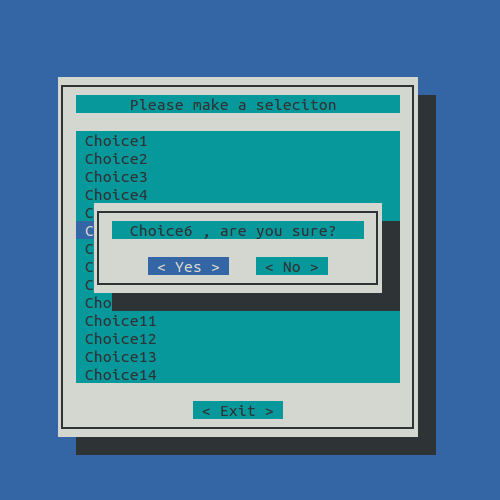 Please make a seleciton
Choice1
Choice2
Choice3
Choice4
C
C
Choice6 , are you sure?
C
C
< Yes > < No >
C
Cho
Choice11
Choice12
Choice13
Choice14
< Exit >